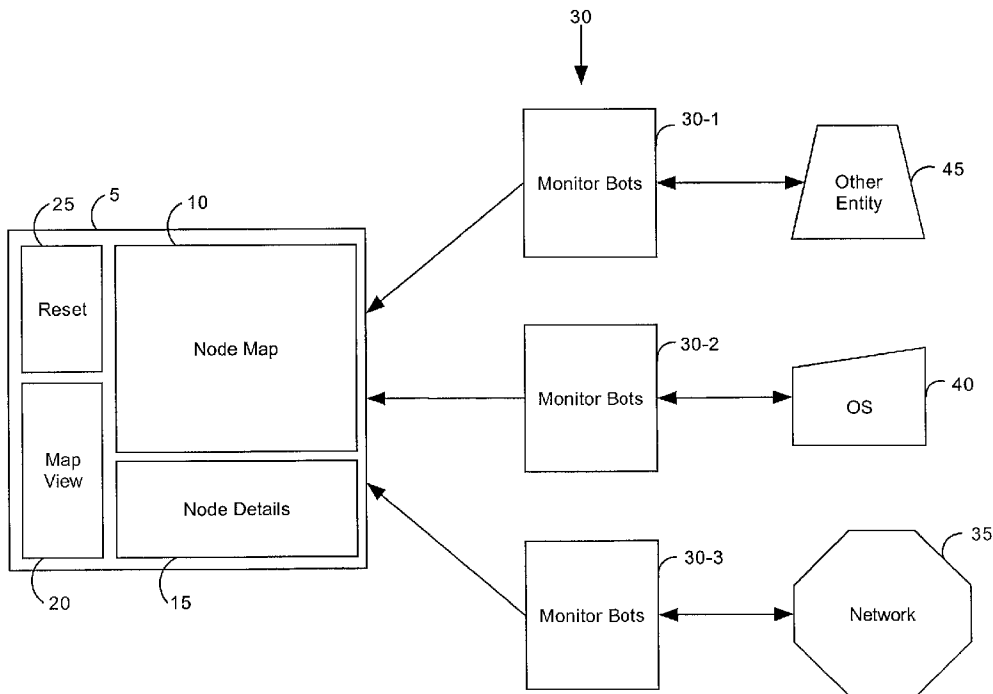 30
30-1
Monitor Bots
Other
Entity
45
25
5
10
Reset
Node Map
30-2
Monitor Bots
OS
40
Map
View
Node Details
20
15
30-3
Monitor Bots
Network
35